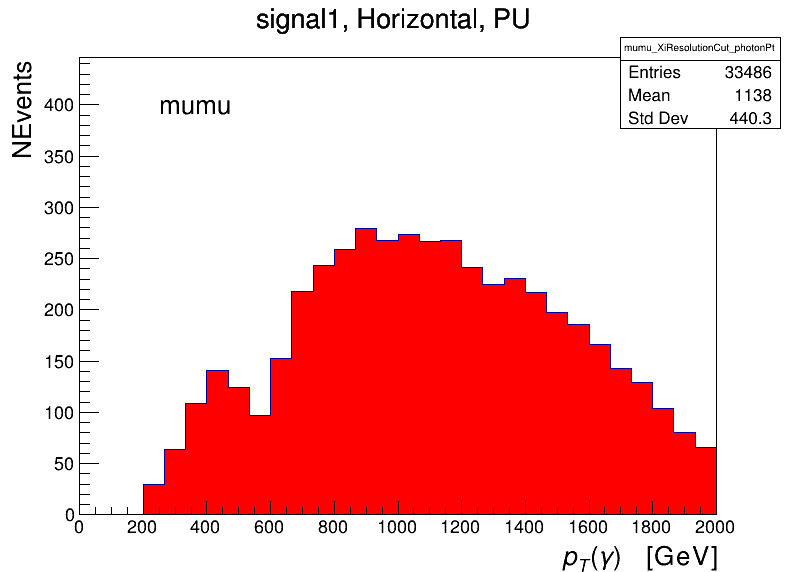 signal1, Horizontal, PU
mumu_XiResolutionCut_photonPt
Entries 33486
Mean 1138
Std Dev 440.3
NEvents
mumu
400
350
300
250
200
150
100
50
0
0 200 400 600 800 1000 1200 1400 1600 1800 2000
p_T(γ) [GeV]